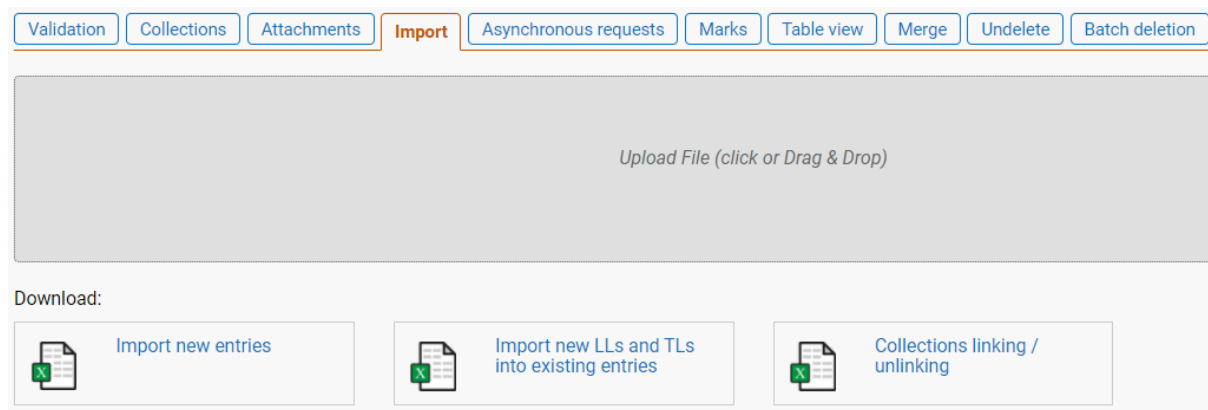 Validation Collections Attachments Import Asynchronous requests Marks Table view Merge Undelete Batch deletion
Upload File (click or Drag & Drop)
Download:
Import new entries
Import new LLs and TLs
into existing entries
Collections linking /
unlinking